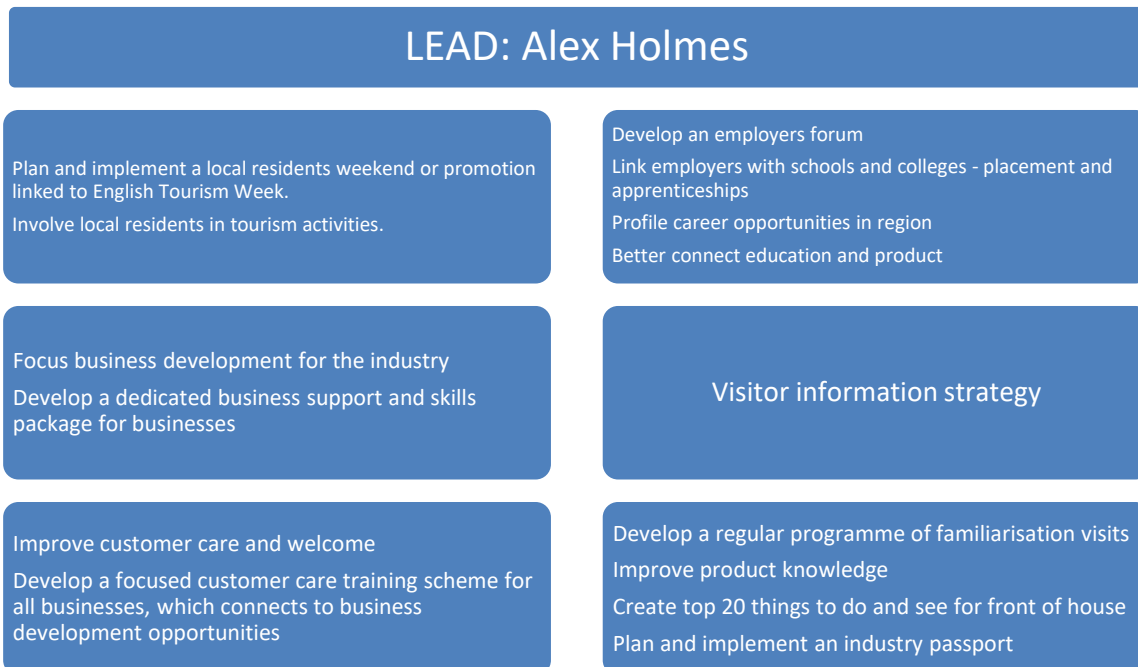 LEAD: Alex Holmes
Plan and implement a local residents weekend or promotion
linked to English Tourism Week.
Involve local residents in tourism activities.
Develop an employers forum
Link employers with schools and colleges - placement and
apprenticeships
Profile career opportunities in region
Better connect education and product
Focus business development for the industry
Develop a dedicated business support and skills
package for businesses
Visitor information strategy
Improve customer care and welcome
Develop a focused customer care training scheme for
all businesses, which connects to business
development opportunities
Develop a regular programme of familiarisation visits
Improve product knowledge
Create top 20 things to do and see for front of house
Plan and implement an industry passport